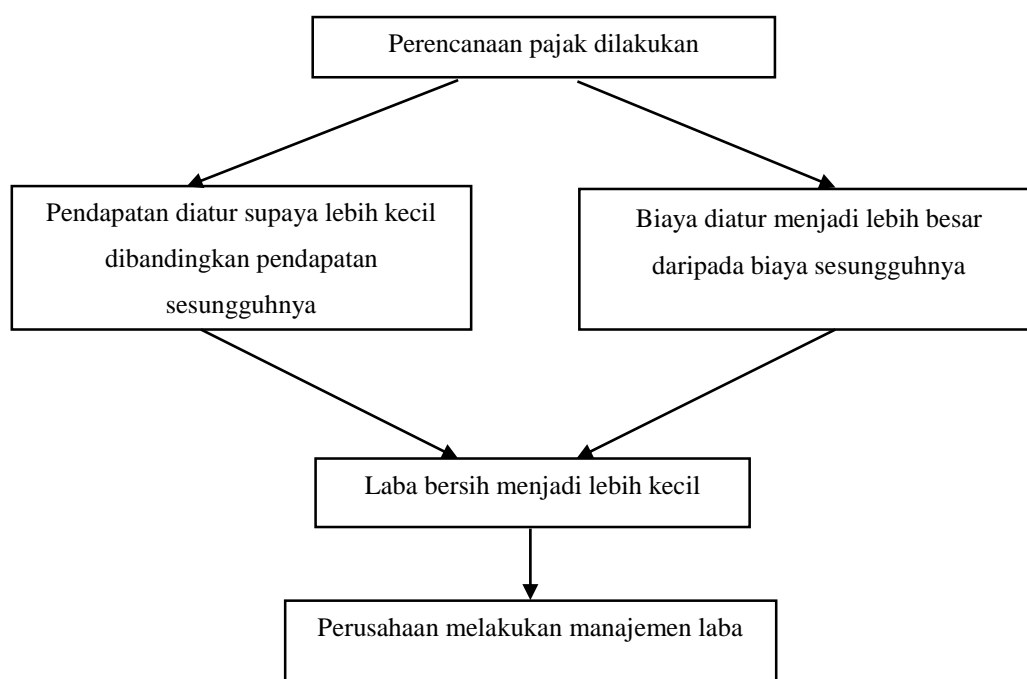 Perencanaan pajak dilakukan
Pendapatan diatur supaya lebih kecil
dibandingkan pendapatan
sesungguhnya
Biaya diatur menjadi lebih besar
daripada biaya sesungguhnya
Laba bersih menjadi lebih kecil
Perusahaan melakukan manajemen laba